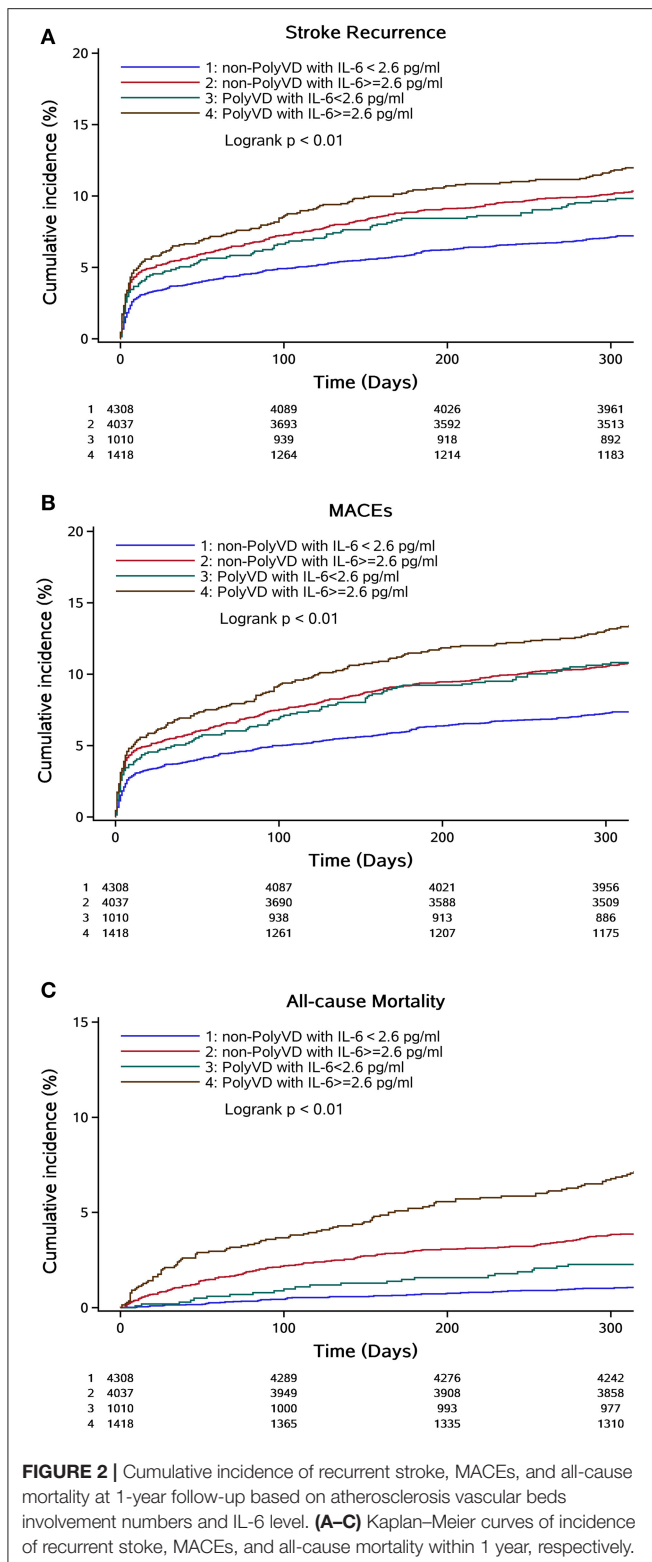 A
Stroke Recurrence
Cumulative incidence (%)
20
15
10
5
0
1: non-PolyVD with IL-6 < 2.6 pg/ml
2: non-PolyVD with IL-6>=2.6 pg/ml
3: PolyVD with IL-6<2.6 pg/ml
4: PolyVD with IL-6>=2.6 pg/ml
Logrank p < 0.01
0 100 200 300
Time (Days)
1 4308 4089 4026 3961
2 4037 3693 3592 3513
3 1010 939 918 892
4 1418 1264 1214 1183
B
MACEs
Cumulative incidence (%)
20
15
10
5
0
1: non-PolyVD with IL-6 < 2.6 pg/ml
2: non-PolyVD with IL-6>=2.6 pg/ml
3: PolyVD with IL-6<2.6 pg/ml
4: PolyVD with IL-6>=2.6 pg/ml
Logrank p < 0.01
0 100 200 300
Time (Days)
1 4308 4087 4021 3956
2 4037 3690 3588 3509
3 1010 938 913 886
4 1418 1261 1207 1175
C
All-cause Mortality
Cumulative incidence (%)
15
10
5
0
1: non-PolyVD with IL-6 < 2.6 pg/ml
2: non-PolyVD with IL-6>=2.6 pg/ml
3: PolyVD with IL-6<2.6 pg/ml
4: PolyVD with IL-6>=2.6 pg/ml
Logrank p < 0.01
0 100 200 300
Time (Days)
1 4308 4289 4276 4242
2 4037 3949 3908 3858
3 1010 1000 993 977
4 1418 1365 1335 1310
FIGURE 2 | Cumulative incidence of recurrent stroke, MACEs, and all-cause
mortality at 1-year follow-up based on atherosclerosis vascular beds
involvement numbers and IL-6 level. (A–C) Kaplan–Meier curves of incidence
of recurrent stoke, MACEs, and all-cause mortality within 1 year, respectively.